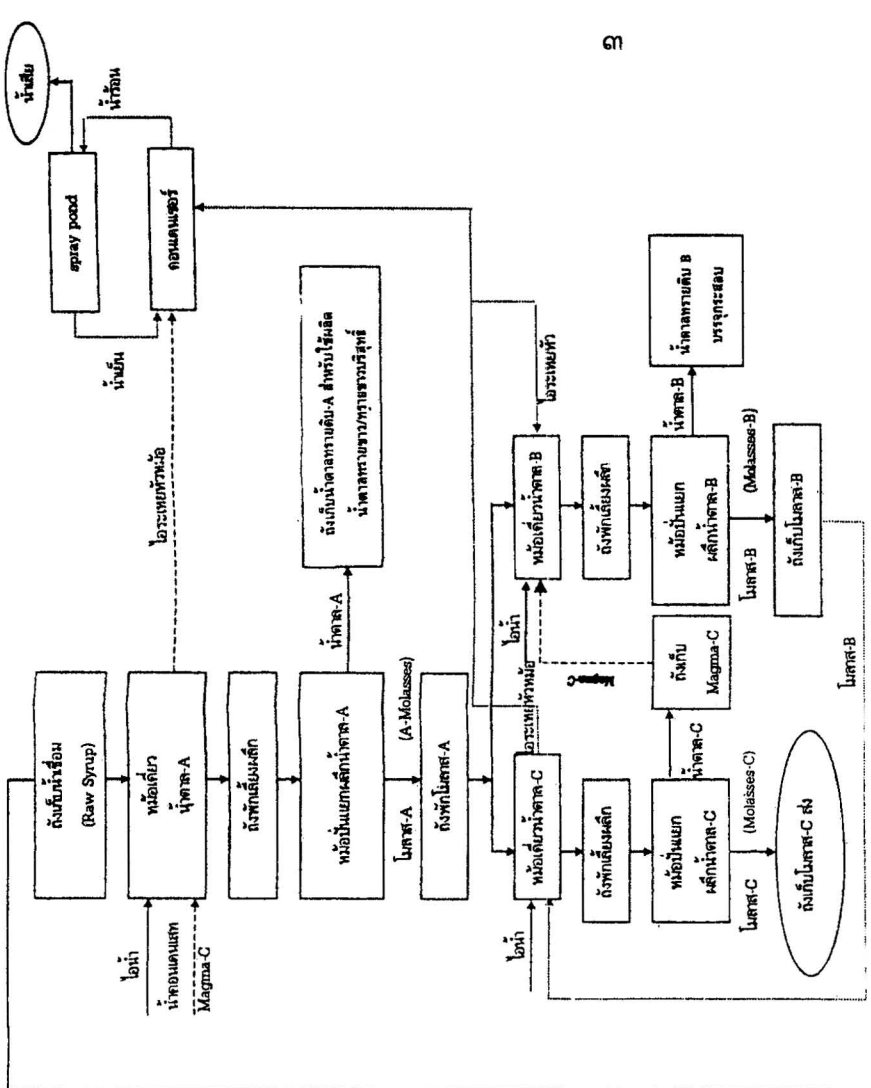 ๓
ถังเก็บน้ำเชื่อม
(Raw Syrup)
ไอน้ำ
น้ำคอนเดนเสท
Magma-C
หม้อเคี่ยว
น้ำตาล-A
ไอระเหยหัวหม้อ
น้ำเย็น
spray pond
น้ำเสีย
น้ำร้อน
คอนเดนเซอร์
ถังพักเลี้ยงผลึก
หม้อปั่นแยกผลึกน้ำตาล-A
น้ำตาล-A
ถังเก็บน้ำตาลทรายดิบ-A สำหรับใช้ผลิต
น้ำตาลทรายขาว/ทรายขาวบริสุทธิ์
โมลาส-A
(A-Molasses)
ถังพักโมลาส-A
ไอน้ำ
หม้อเคี่ยวน้ำตาล-C
ไอระเหยหัวหม้อ
ไอน้ำ
หม้อเคี่ยวน้ำตาล-B
ไอระเหยหัว
ถังพักเลี้ยงผลึก
Magma-C
ถังพักเลี้ยงผลึก
หม้อปั่นแยก
ผลึกน้ำตาล-C
น้ำตาล-C
ถังเก็บ
Magma-C
หม้อปั่นแยก
ผลึกน้ำตาล-B
น้ำตาล-B
น้ำตาลทรายดิบ B
บรรจุกระสอบ
โมลาส-C
(Molasses-C)
โมลาส-B
(Molasses-B)
ถังเก็บโมลาส-C ส่ง
ถังเก็บโมลาส-B
โมลาส-B